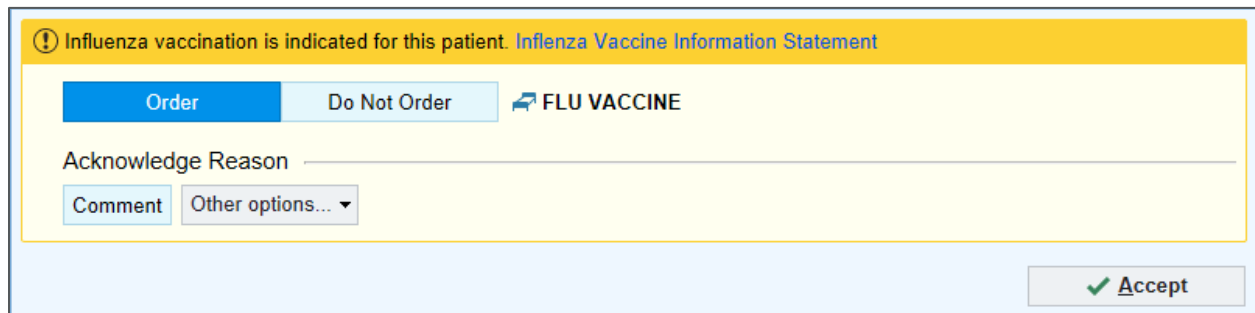 Influenza vaccination is indicated for this patient. Inflenza Vaccine Information Statement
Order Do Not Order FLU VACCINE
Acknowledge Reason
Comment Other options...
Accept